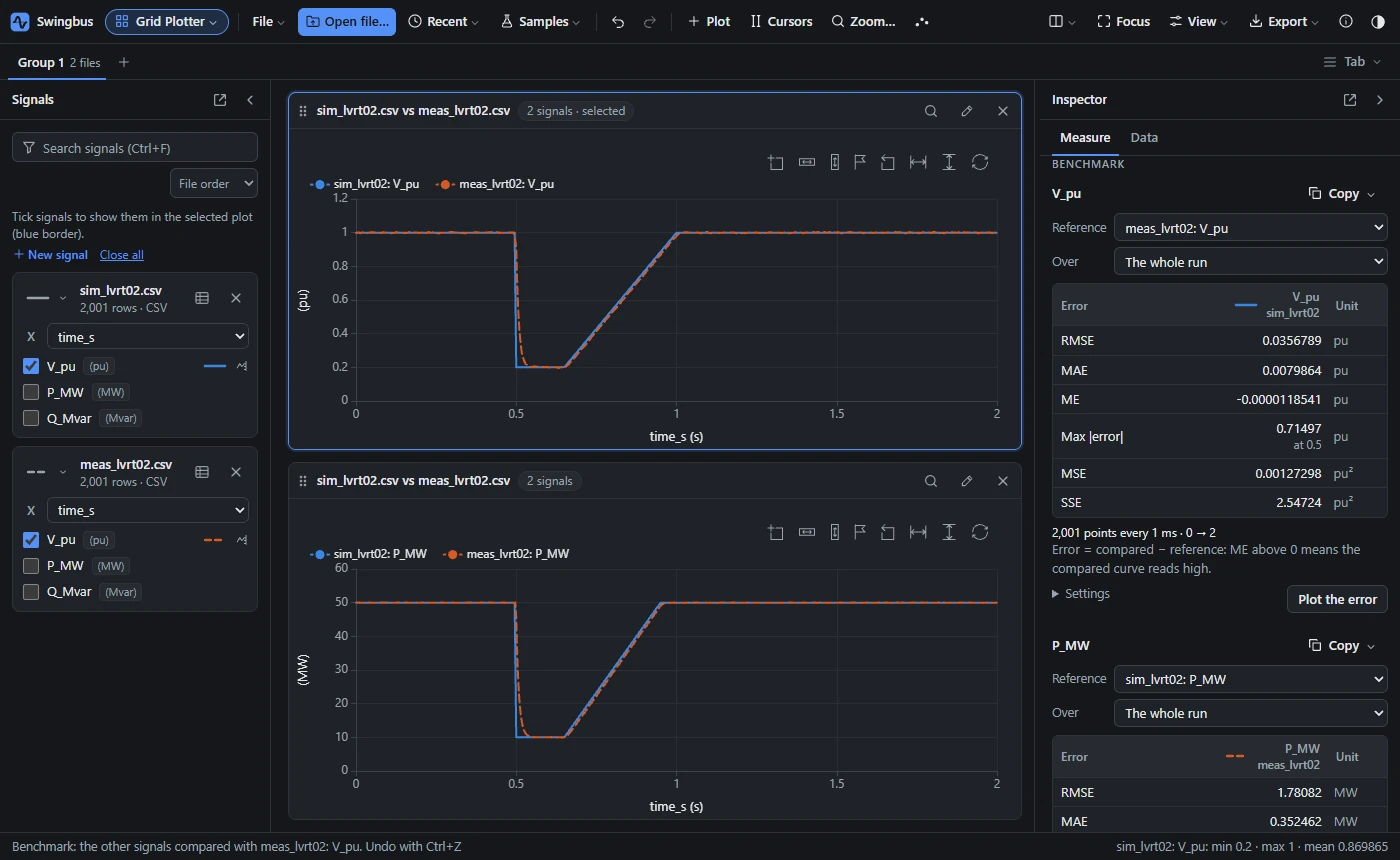 Swingbus Grid Plotter File Open file... Recent Samples + Plot Cursors Zoom... Focus View Export
Group 1 2 files + Tab
Signals
Search signals (Ctrl+F)
File order
Tick signals to show them in the selected plot
(blue border).
+ New signal Close all
sim_lvrt02.csv
2,001 rows · CSV
X time_s
V_pu (pu)
P_MW (MW)
Q_Mvar (Mvar)
meas_lvrt02.csv
2,001 rows · CSV
X time_s
V_pu (pu)
P_MW (MW)
Q_Mvar (Mvar)
sim_lvrt02.csv vs meas_lvrt02.csv 2 signals · selected
sim_lvrt02: V_pu meas_lvrt02: V_pu
1.2
1
0.8
0.6
0.4
0.2
0
(pu)
0 0.5 1 1.5 2
time_s (s)
sim_lvrt02.csv vs meas_lvrt02.csv 2 signals
sim_lvrt02: P_MW meas_lvrt02: P_MW
60
50
40
30
20
10
0
(MW)
0 0.5 1 1.5 2
time_s (s)
Inspector
Measure Data
BENCHMARK
V_pu Copy
Reference meas_lvrt02: V_pu
Over The whole run
Error V_pu sim_lvrt02 Unit
RMSE 0.0356789 pu
MAE 0.0079864 pu
ME -0.0000118541 pu
Max |error| 0.71497 at 0.5 pu
MSE 0.00127298 pu²
SSE 2.54724 pu²
2,001 points every 1 ms · 0 → 2
Error = compared − reference: ME above 0 means the
compared curve reads high.
Settings Plot the error
P_MW Copy
Reference sim_lvrt02: P_MW
Over The whole run
Error P_MW meas_lvrt02 Unit
RMSE 1.78082 MW
MAE 0.352462 MW
Benchmark: the other signals compared with meas_lvrt02: V_pu. Undo with Ctrl+Z
sim_lvrt02: V_pu: min 0.2 · max 1 · mean 0.869865